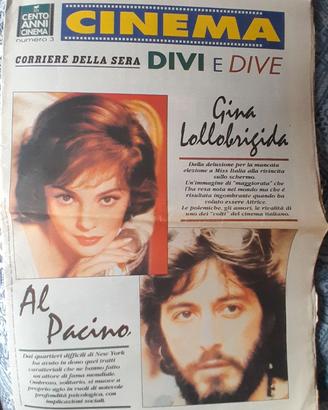 CENTO
ANNI
CINEMA
numero 3
CINEMA
CORRIERE DELLA SERA DIVI E DIVE
Gina
Lollobrigida
Dalla delusione per la mancata
elezione a Miss Italia alla rivincita
sullo schermo.
Un'immagine di "maggiorata" che
l'ha resa nota nel mondo ma che è
risultata ingombrante quando ha
voluto essere Attrice.
Le polemiche, gli amori, le rivalità di
uno dei "volti" del cinema italiano.
Al
Pacino
Dai quartieri difficili di New York
ha avuto in dono quei tratti
caratteriali che ne hanno fatto
un attore di fama mondiale.
Ombroso, solitario, si muove a
proprio agio in ruoli di notevole
profondità psicologica, con
implicazioni sociali.